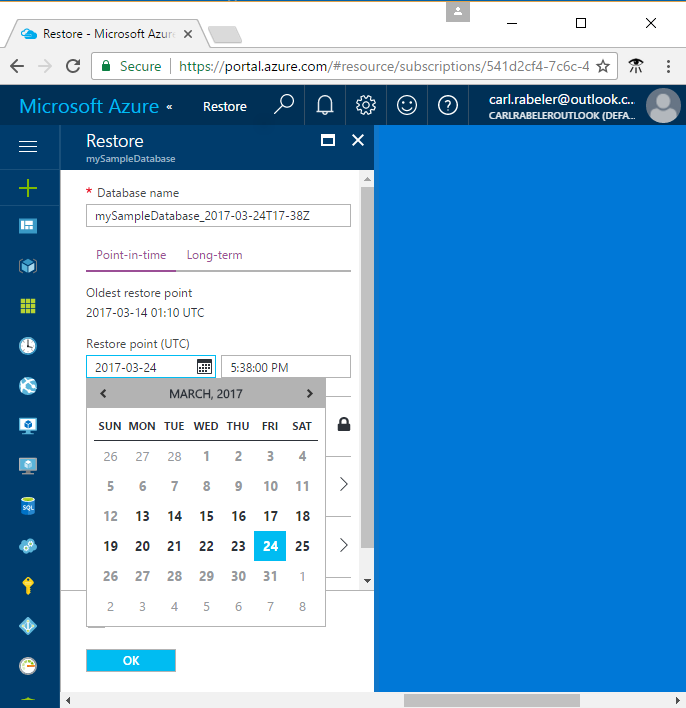 Restore - Microsoft Azure
Secure https://portal.azure.com/#resource/subscriptions/541d2cf4-7c6c-4
Microsoft Azure « Restore carl.rabeler@outlook.c...
CARLRABELEROUTLOOK (DEFA...
Restore
mySampleDatabase
* Database name
mySampleDatabase_2017-03-24T17-38Z
Point-in-time Long-term
Oldest restore point
2017-03-14 01:10 UTC
Restore point (UTC)
2017-03-24 5:38:00 PM
MARCH, 2017
SUN MON TUE WED THU FRI SAT
26 27 28 1 2 3 4
5 6 7 8 9 10 11
12 13 14 15 16 17 18
19 20 21 22 23 24 25
26 27 28 29 30 31 1
2 3 4 5 6 7 8
SQL
OK